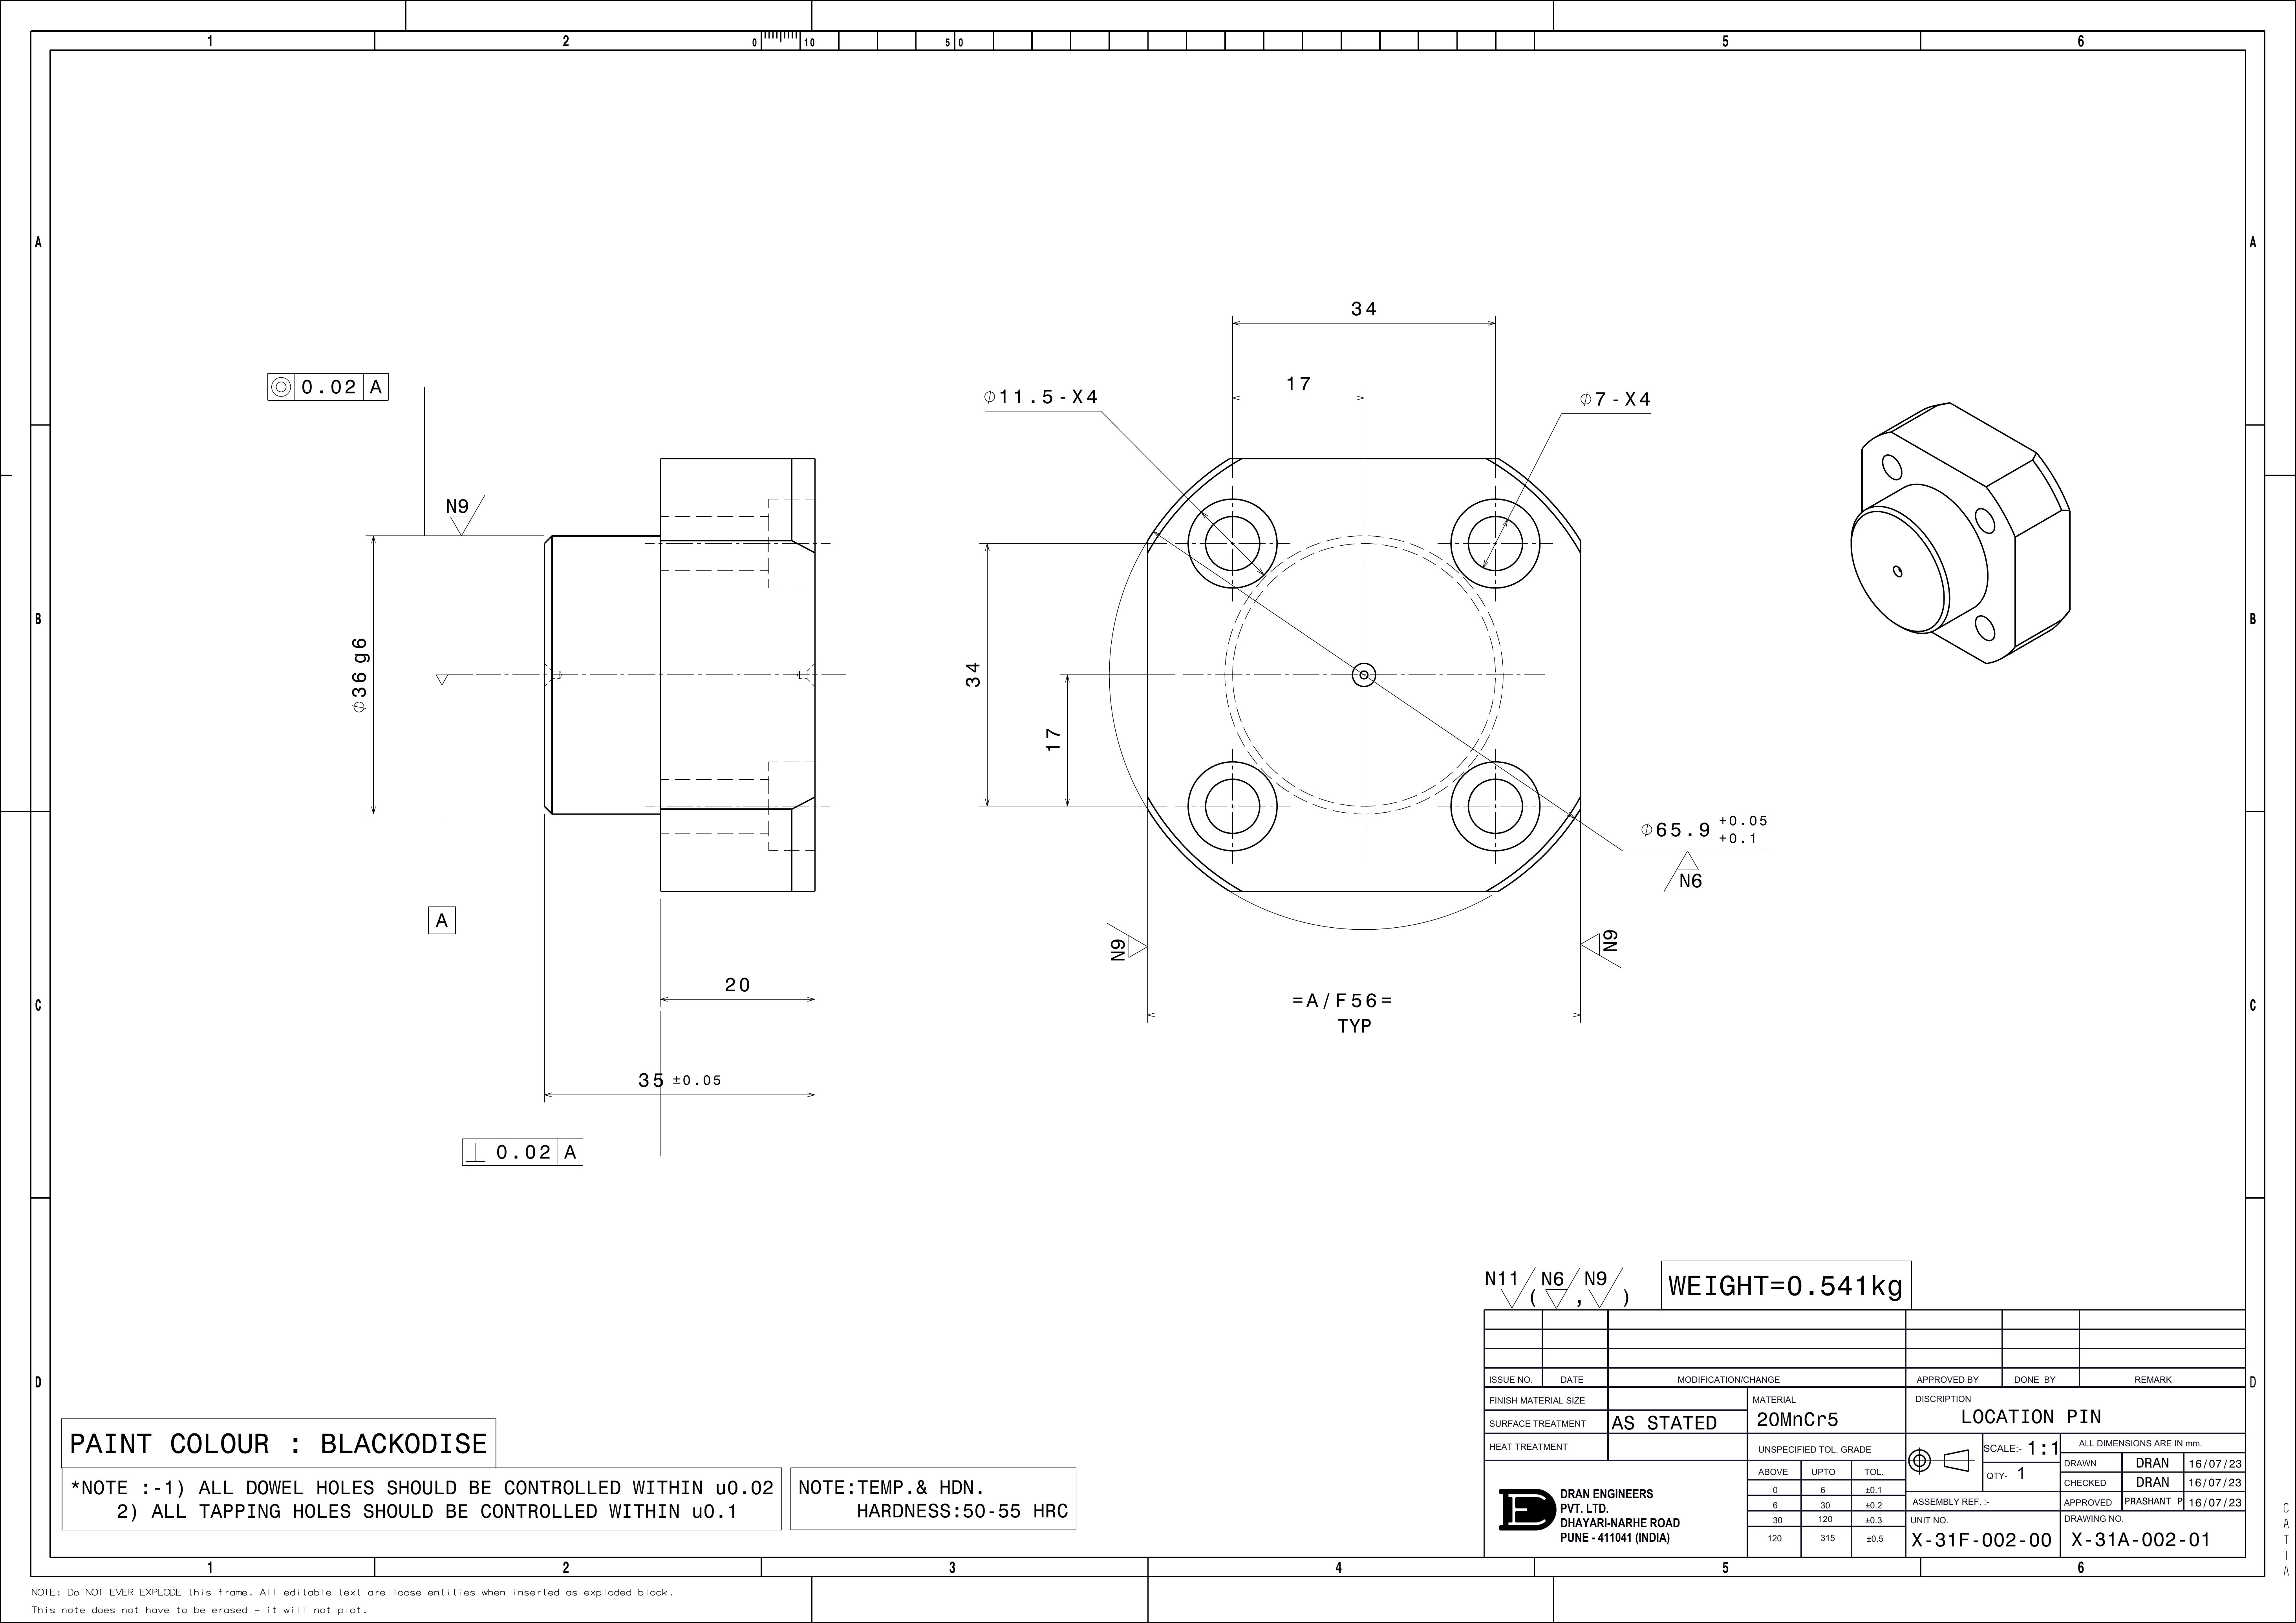 1
2
0
10
50
5
6
A
A
34
◎ 0.02 A
17
⌀11.5-X4
⌀7-X4
N9
B
B
⌀36 g6
34
17
⌀65.9 +0.05
+0.1
N6
A
N9
N9
20
=A/F56=
TYP
C
C
35 ±0.05
⊥ 0.02 A
N11 ( N6 , N9 )
WEIGHT=0.541kg
D
D
ISSUE NO. DATE MODIFICATION/CHANGE APPROVED BY DONE BY REMARK
FINISH MATERIAL SIZE
MATERIAL
20MnCr5
DISCRIPTION
LOCATION PIN
SURFACE TREATMENT AS STATED
HEAT TREATMENT
UNSPECIFIED TOL. GRADE
ABOVE UPTO TOL.
0 6 ±0.1
6 30 ±0.2
30 120 ±0.3
120 315 ±0.5
SCALE:- 1:1
QTY- 1
ALL DIMENSIONS ARE IN mm.
DRAWN DRAN 16/07/23
CHECKED DRAN 16/07/23
APPROVED PRASHANT P 16/07/23
ASSEMBLY REF. :-
UNIT NO.
X-31F-002-00
DRAWING NO.
X-31A-002-01
DRAN ENGINEERS
PVT. LTD.
DHAYARI-NARHE ROAD
PUNE - 411041 (INDIA)
PAINT COLOUR : BLACKODISE
*NOTE :-1) ALL DOWEL HOLES SHOULD BE CONTROLLED WITHIN u0.02
2) ALL TAPPING HOLES SHOULD BE CONTROLLED WITHIN u0.1
NOTE:TEMP.& HDN.
HARDNESS:50-55 HRC
1
2
3
4
5
6
CATIA
NOTE: Do NOT EVER EXPLODE this frame. All editable text are loose entities when inserted as exploded block.
This note does not have to be erased - it will not plot.